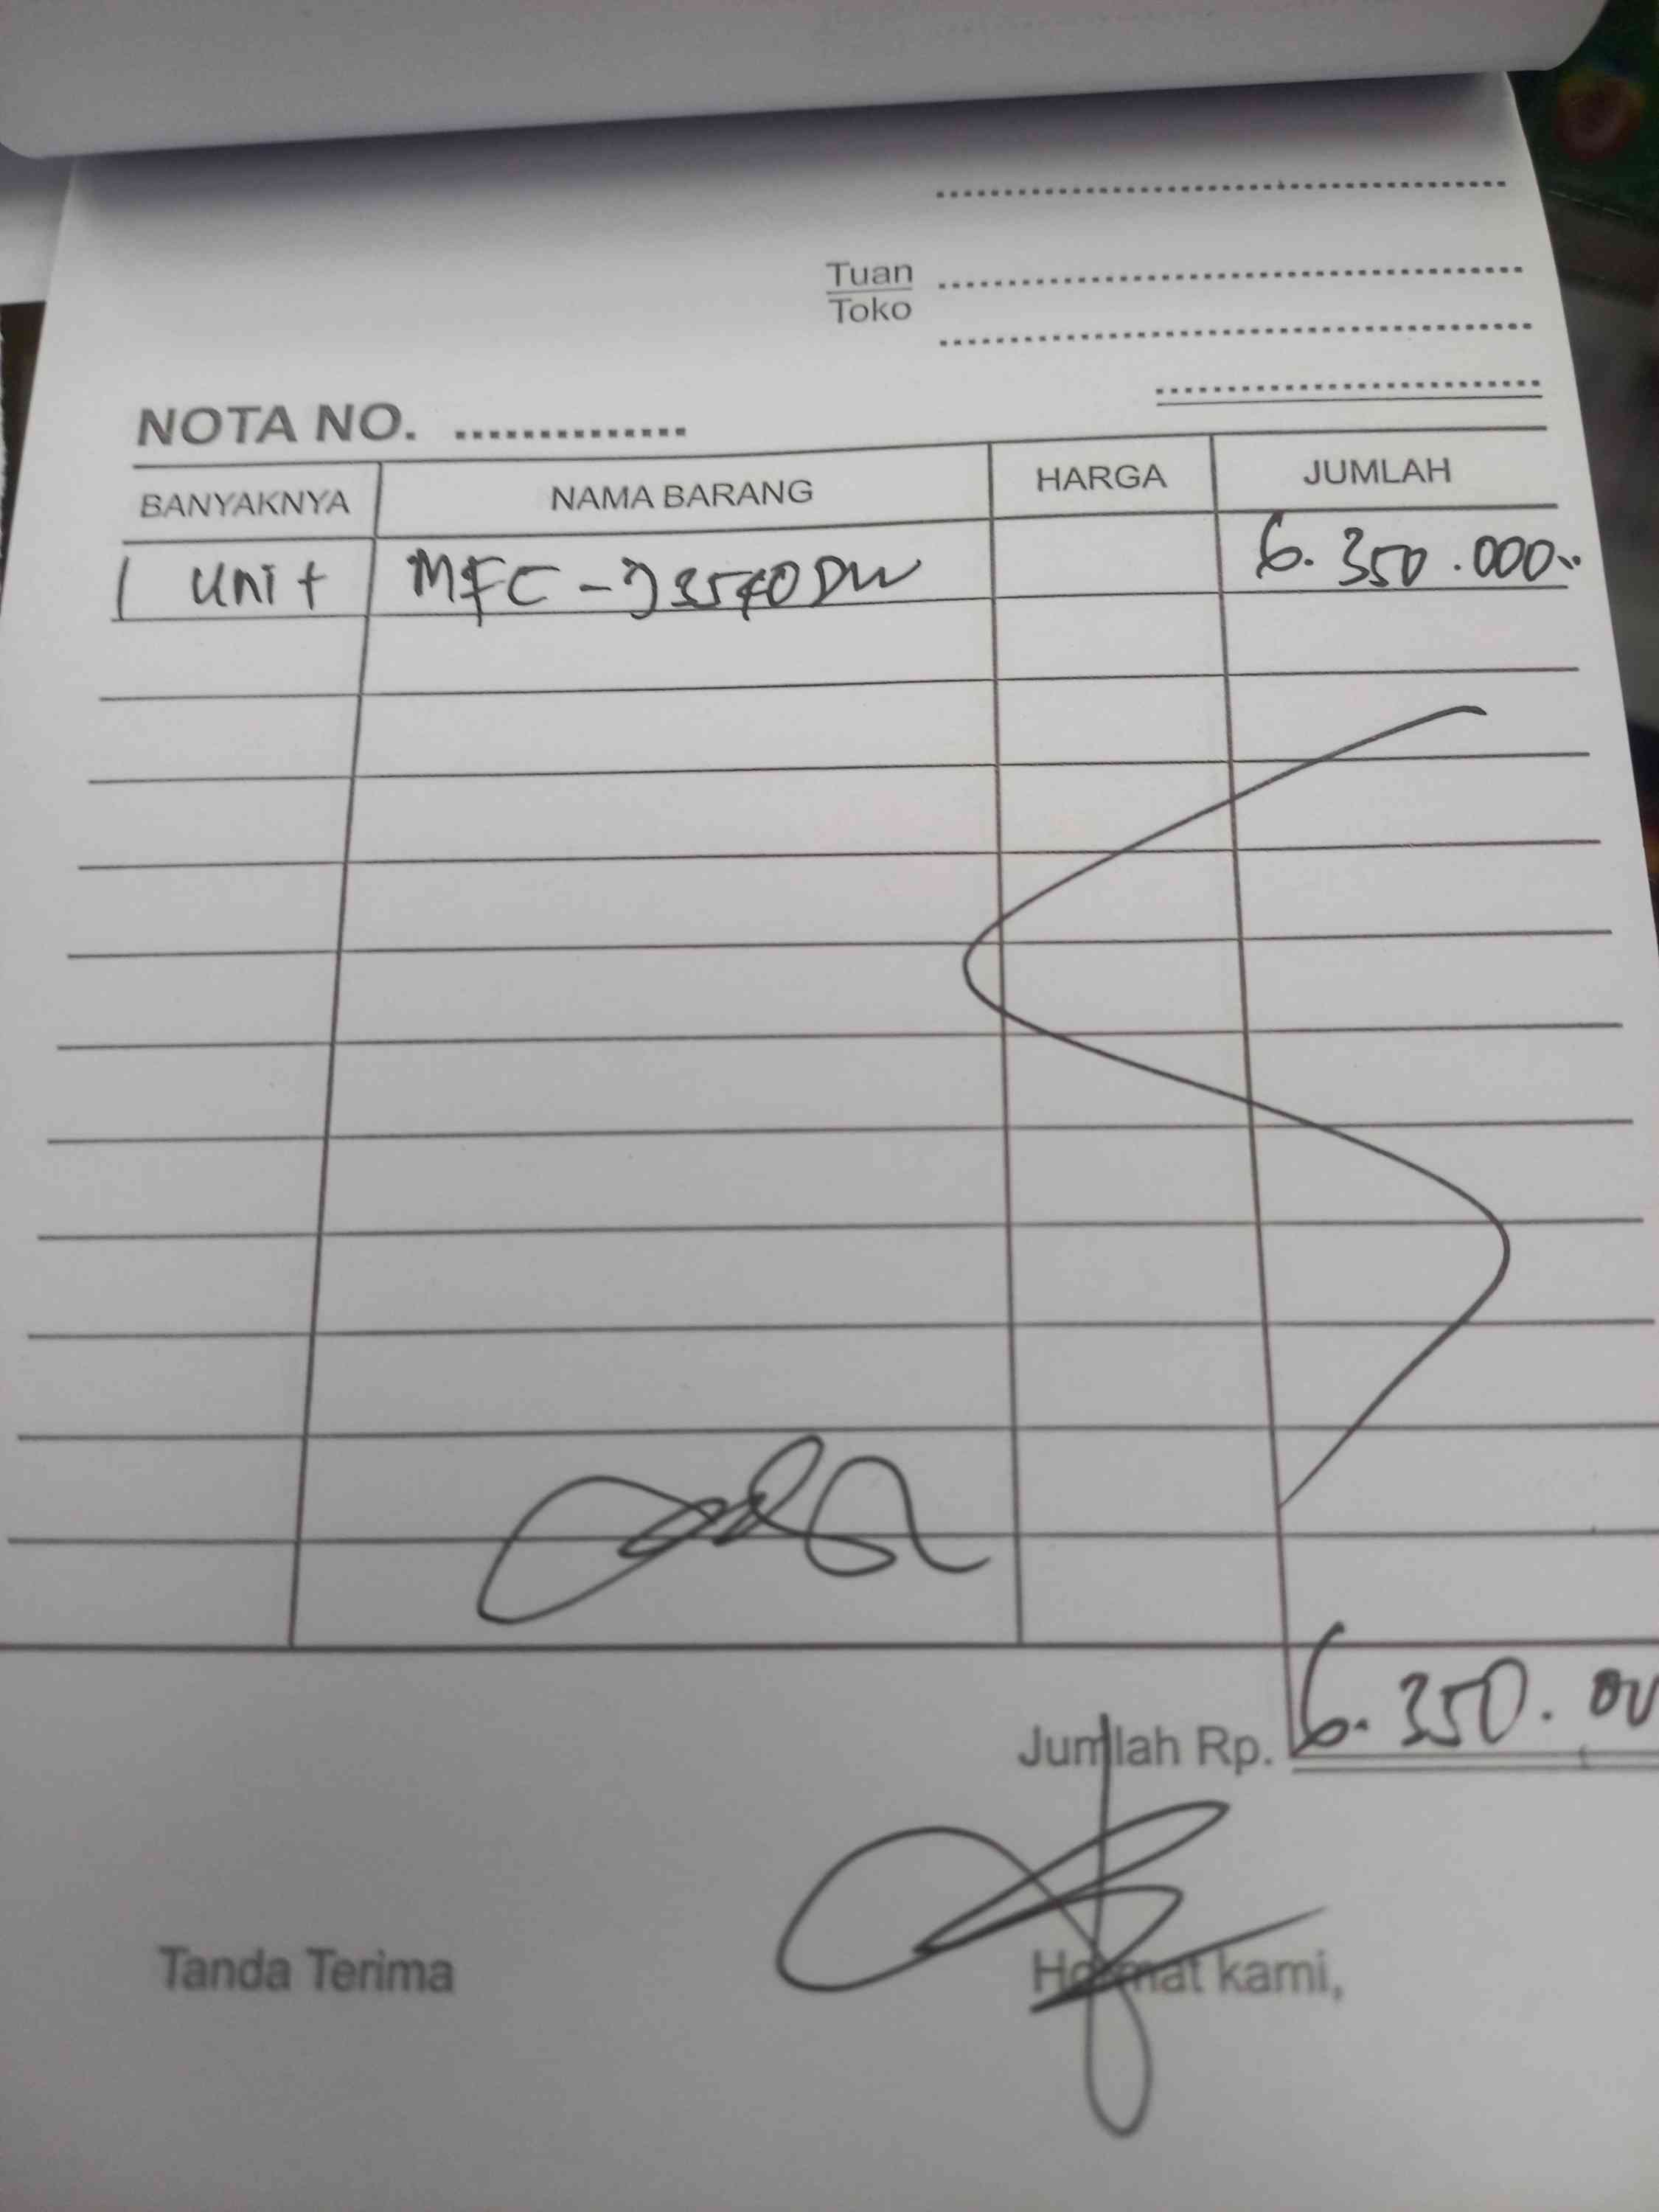 Tuan
Toko
NOTA NO.
BANYAKNYA NAMA BARANG HARGA JUMLAH
1 unit MFC-J3540DW 6.350.000..
Jumlah Rp. 6.350.00
Tanda Terima Hormat kami,